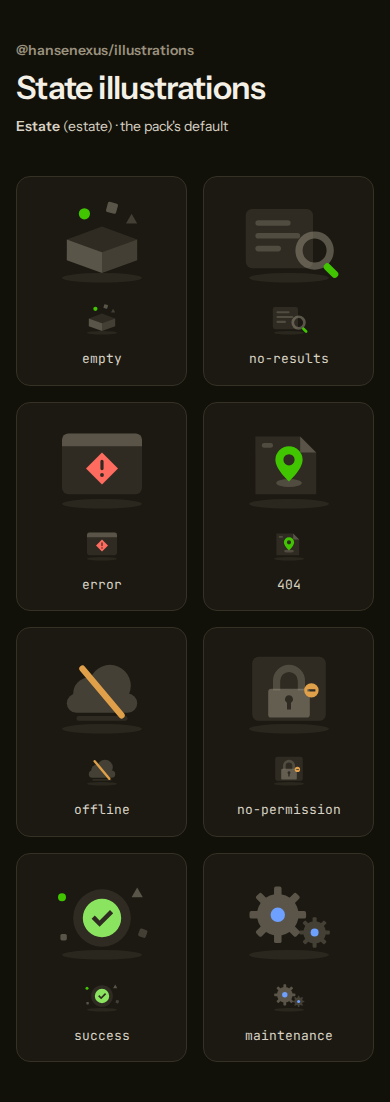 @hansenexus/illustrations
State illustrations
Estate (estate) · the pack's default
empty
no-results
error
404
offline
no-permission
success
maintenance